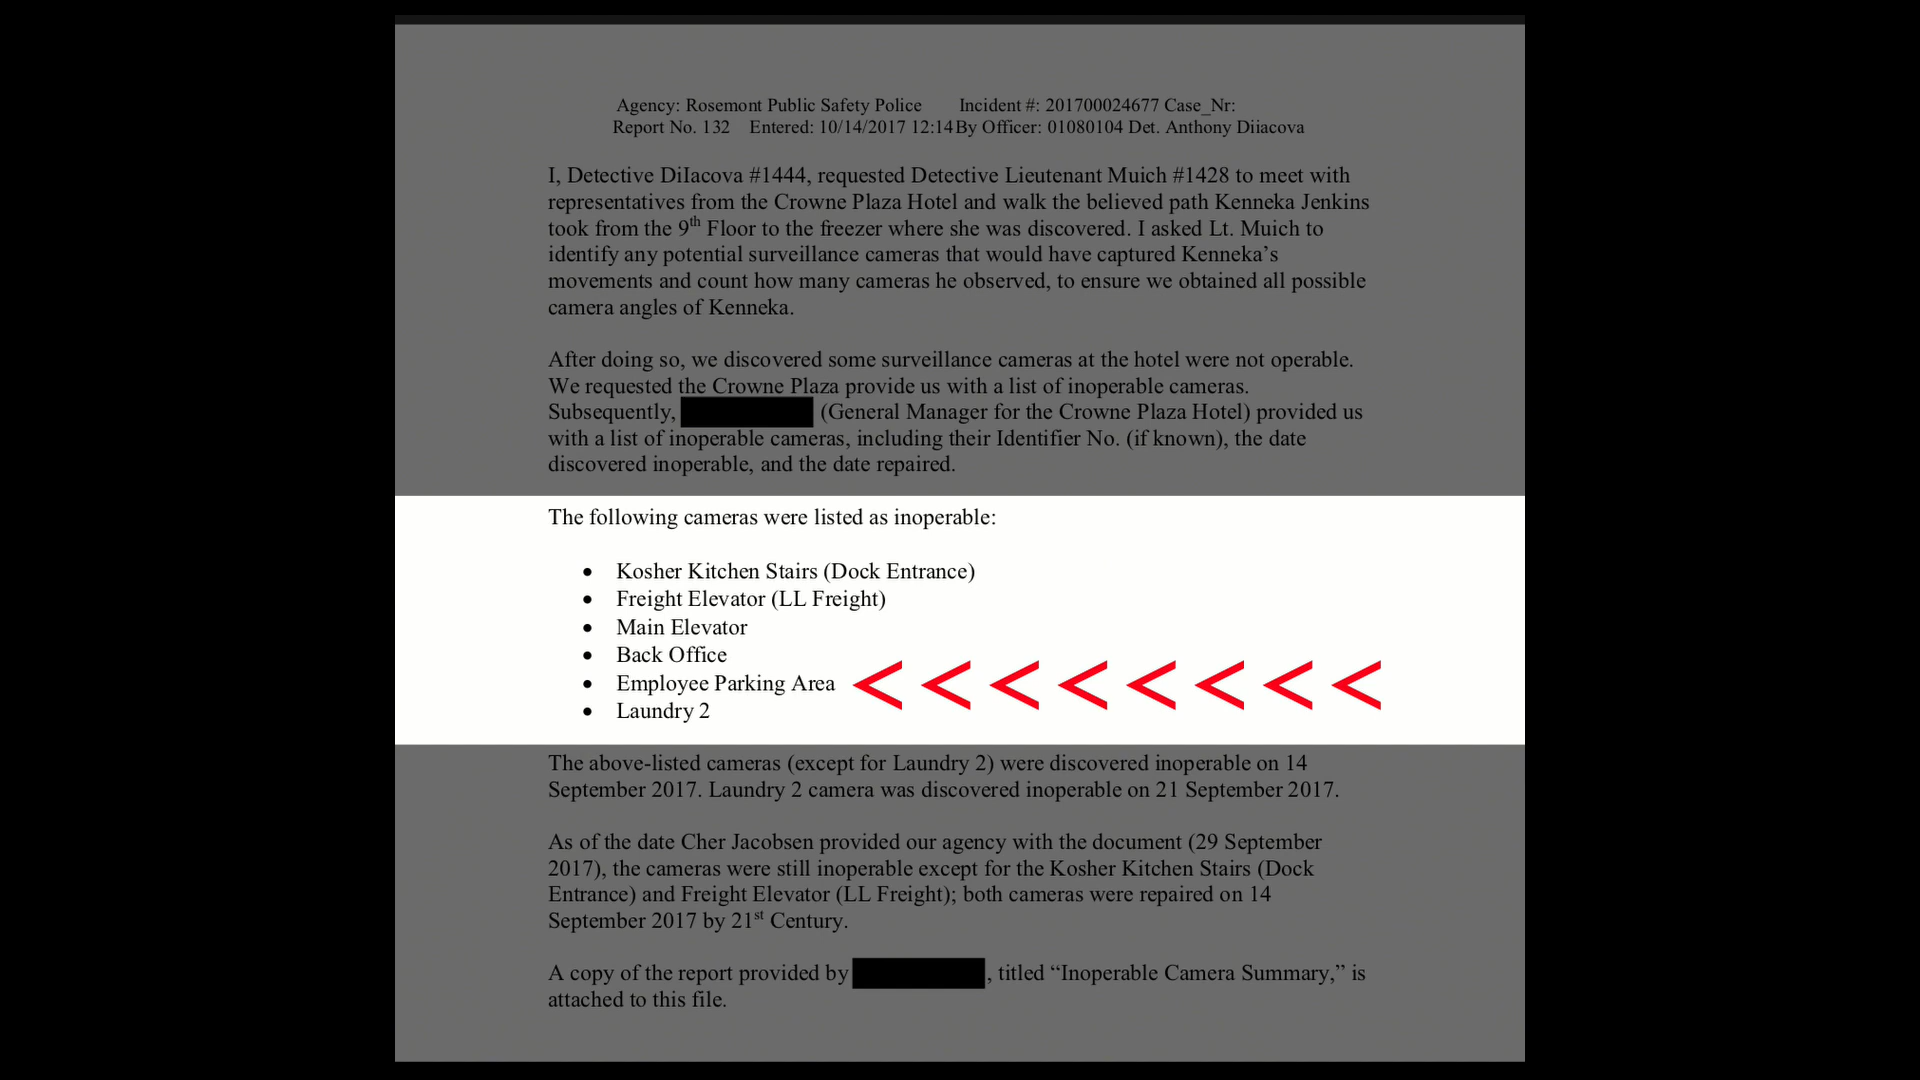 Agency: Rosemont Public Safety Police Incident #: 201700024677 Case_Nr:
Report No. 132 Entered: 10/14/2017 12:14By Officer: 01080104 Det. Anthony Diiacova
I, Detective DiIacova #1444, requested Detective Lieutenant Muich #1428 to meet with
representatives from the Crowne Plaza Hotel and walk the believed path Kenneka Jenkins
took from the 9th Floor to the freezer where she was discovered. I asked Lt. Muich to
identify any potential surveillance cameras that would have captured Kenneka’s
movements and count how many cameras he observed, to ensure we obtained all possible
camera angles of Kenneka.
After doing so, we discovered some surveillance cameras at the hotel were not operable.
We requested the Crowne Plaza provide us with a list of inoperable cameras.
Subsequently, (General Manager for the Crowne Plaza Hotel) provided us
with a list of inoperable cameras, including their Identifier No. (if known), the date
discovered inoperable, and the date repaired.
The following cameras were listed as inoperable:
• Kosher Kitchen Stairs (Dock Entrance)
• Freight Elevator (LL Freight)
• Main Elevator
• Back Office
• Employee Parking Area < < < < < < < <
• Laundry 2
The above-listed cameras (except for Laundry 2) were discovered inoperable on 14
September 2017. Laundry 2 camera was discovered inoperable on 21 September 2017.
As of the date Cher Jacobsen provided our agency with the document (29 September
2017), the cameras were still inoperable except for the Kosher Kitchen Stairs (Dock
Entrance) and Freight Elevator (LL Freight); both cameras were repaired on 14
September 2017 by 21st Century.
A copy of the report provided by , titled “Inoperable Camera Summary,” is
attached to this file.